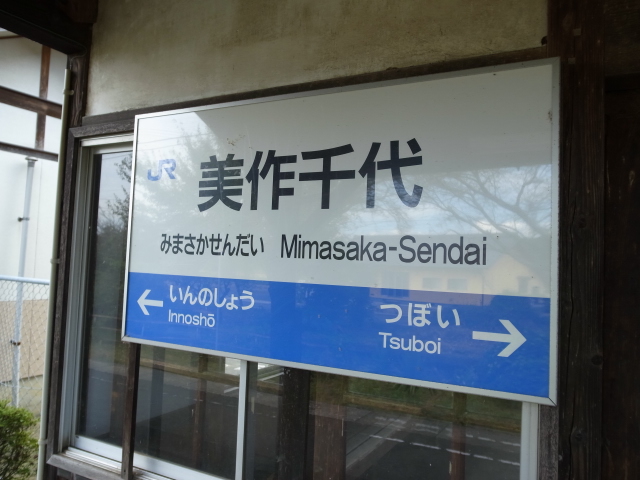 JR
美作千代
みまさかせんだい Mimasaka-Sendai
← いんのしょう
Innoshō
つぼい →
Tsuboi